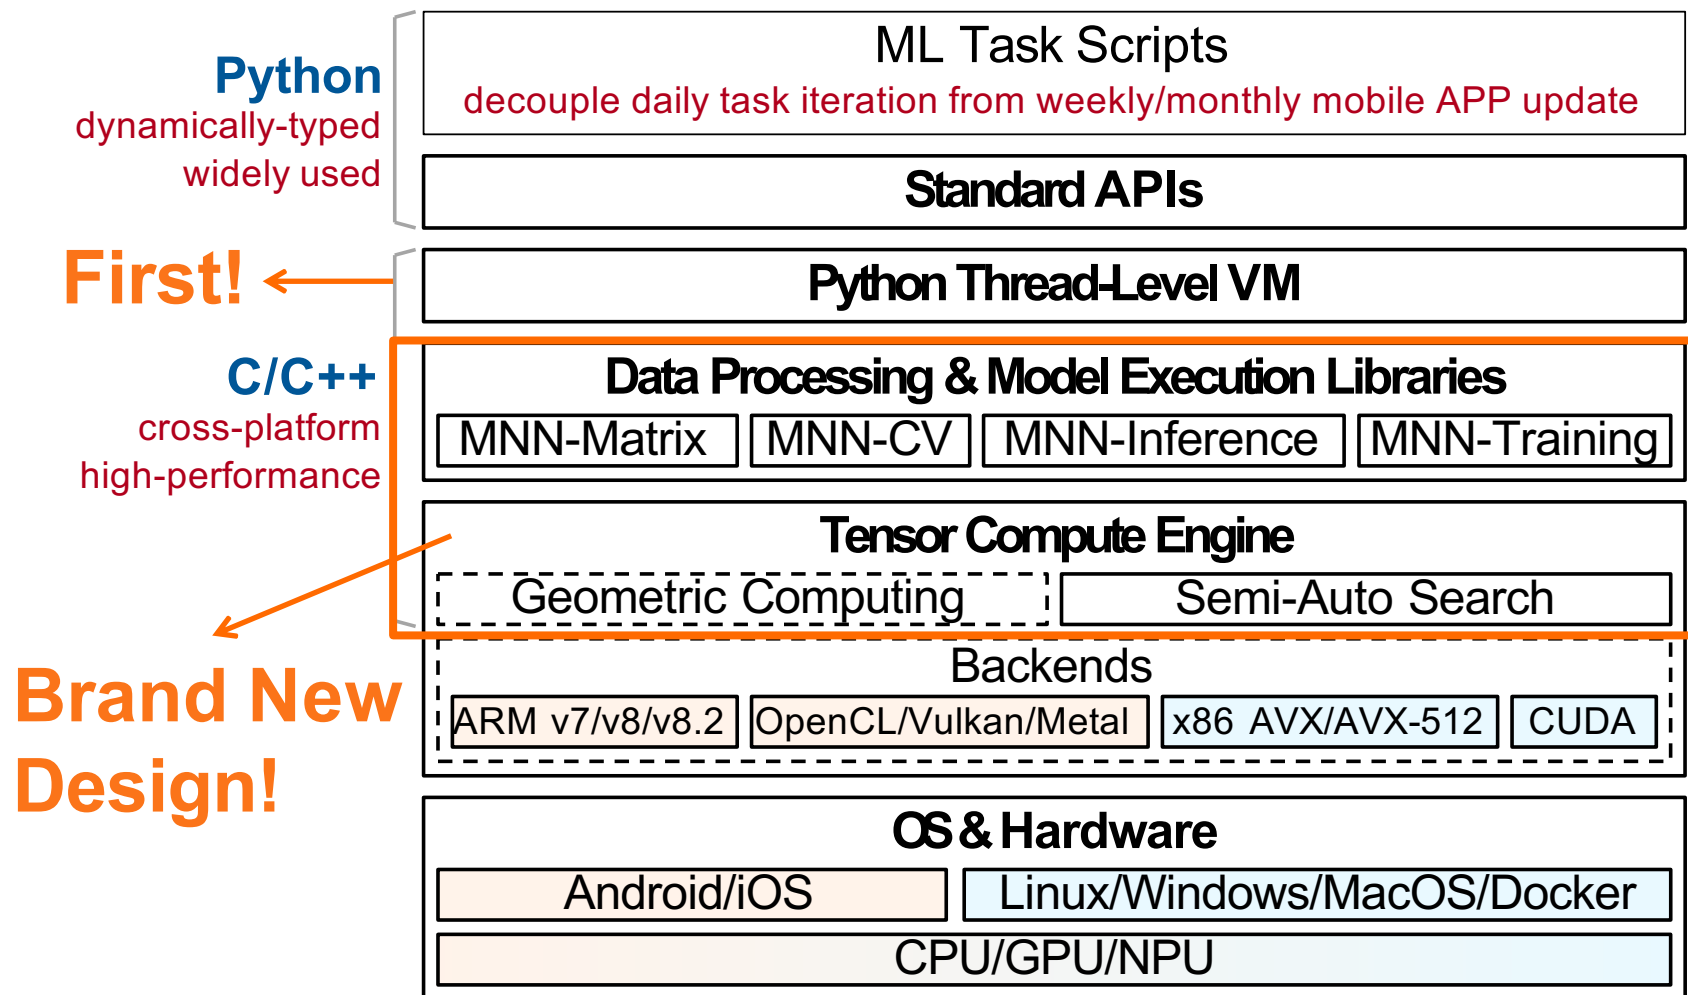 ML Task Scripts
decouple daily task iteration from weekly/monthly mobile APP update
Python
dynamically-typed
widely used
Standard APIs
First!
Python Thread-Level VM
C/C++
cross-platform
high-performance
Data Processing & Model Execution Libraries
MNN-Matrix MNN-CV MNN-Inference MNN-Training
Tensor Compute Engine
Geometric Computing Semi-Auto Search
Brand New
Design!
Backends
ARM v7/v8/v8.2 OpenCL/Vulkan/Metal x86 AVX/AVX-512 CUDA
OS & Hardware
Android/iOS Linux/Windows/MacOS/Docker
CPU/GPU/NPU